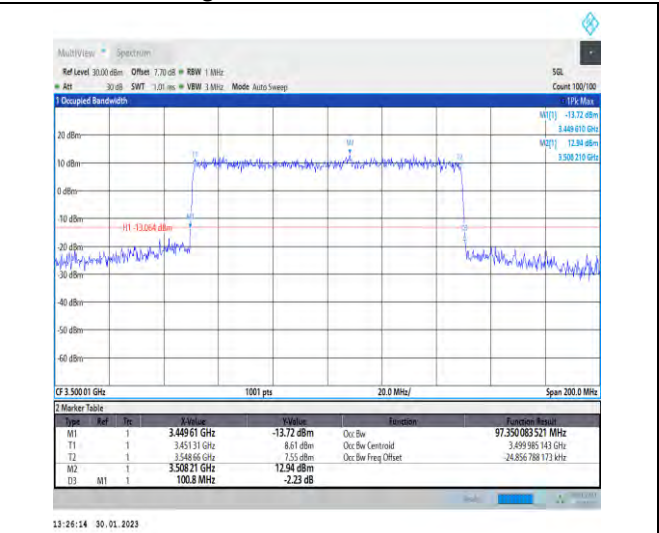 MultiView Spectrum
Ref Level 30.00 dBm Offset 7.70 dB RBW 1 MHz SGL
Att 30 dB SWT 1.01 ms VBW 3 MHz Mode Auto Sweep Count 100/100
1 Occupied Bandwidth 1Pk Max
M1[1] -13.72 dBm
3.449 610 GHz
20 dBm M2[1] 12.94 dBm
3.508 210 GHz
M2
T1 T2
10 dBm
0 dBm
-10 dBm
M1
H1 -13.064 dBm
D3
-20 dBm
-30 dBm
-40 dBm
-50 dBm
-60 dBm
CF 3.500 01 GHz 1001 pts 20.0 MHz/ Span 200.0 MHz
2 Marker Table
Type Ref Trc X-Value Y-Value Function Function Result
M1 1 3.449 61 GHz -13.72 dBm Occ Bw 97.350 083 521 MHz
T1 1 3.451 31 GHz 8.61 dBm Occ Bw Centroid 3.499 985 143 GHz
T2 1 3.548 66 GHz 7.55 dBm Occ Bw Freq Offset -24.856 788 173 kHz
M2 1 3.508 21 GHz 12.94 dBm
D3 M1 1 100.8 MHz -2.23 dB
13:26:14 30.01.2023